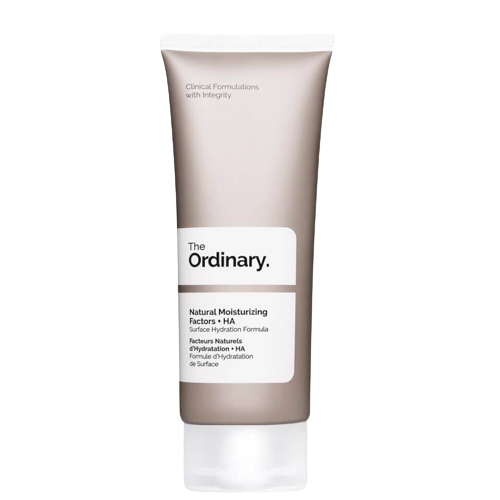 Clinical Formulations
with Integrity.
The
Ordinary.
Natural Moisturizing
Factors + HA
Surface Hydration Formula
Facteurs Naturels
d'Hydratation + HA
Formule d'Hydratation
de Surface